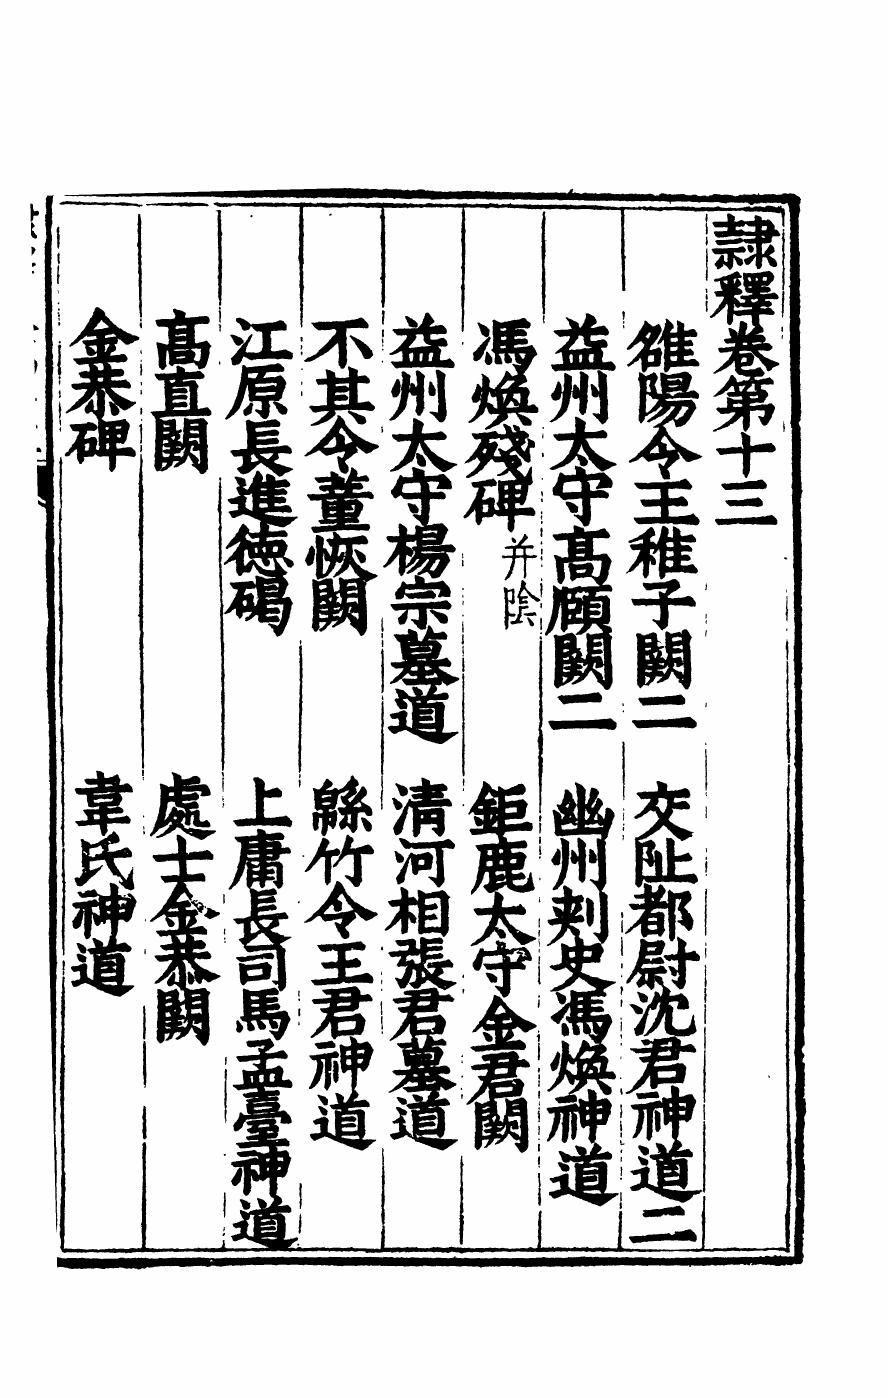 隷釋卷第十三
雒陽令王稚子闕二　交阯都尉沈君神道二
益州太守高頤闕二　幽州刾史馮煥神道
馮煥殘碑并陰　鉅鹿太守金君闕
益州太守楊宗墓道　清河相張君墓道
不其令董恢闕　緜竹令王君神道
江原長進德碣　上庸長司馬孟臺神道
高直闕　處士金恭闕
金恭碑　韋氏神道